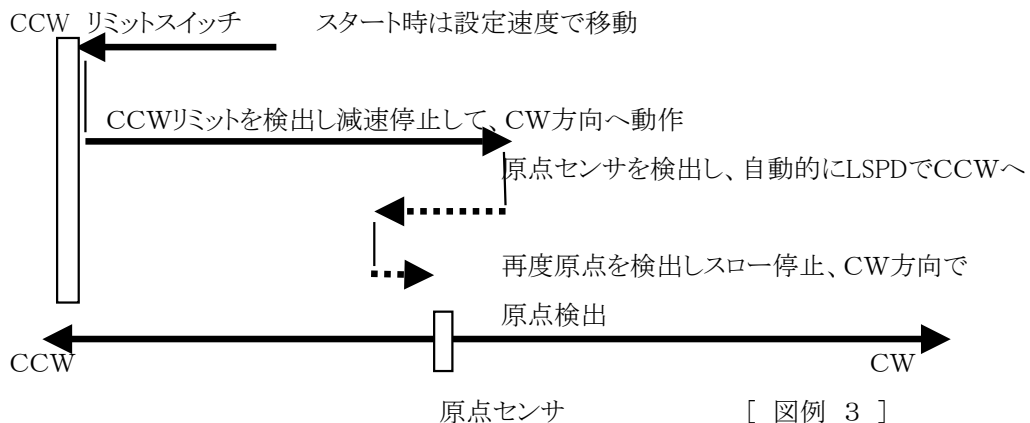 CCW リミットスイッチ スタート時は設定速度で移動
CCWリミットを検出し減速停止して、CW方向へ動作
原点センサを検出し、自動的にLSPDでCCWへ
再度原点を検出しスロー停止、CW方向で
原点検出
CCW CW
原点センサ [ 図例 3 ]